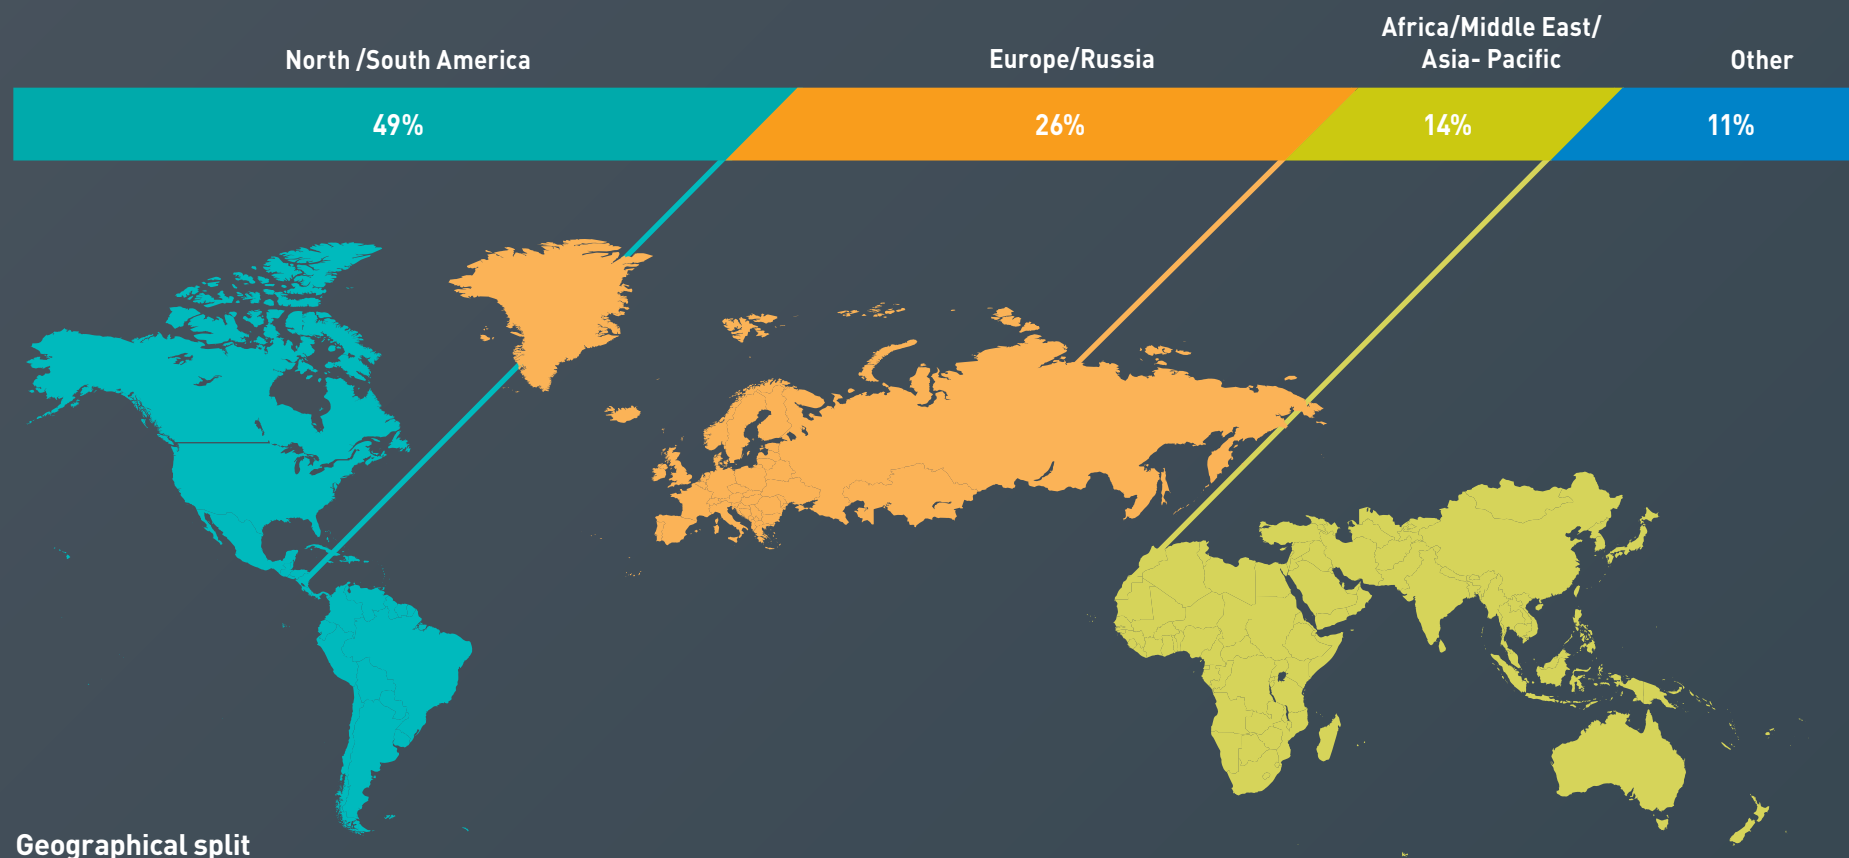 North /South America
Europe/Russia
Africa/Middle East/
Asia- Pacific
Other
49%
26%
14%
11%
Geographical split